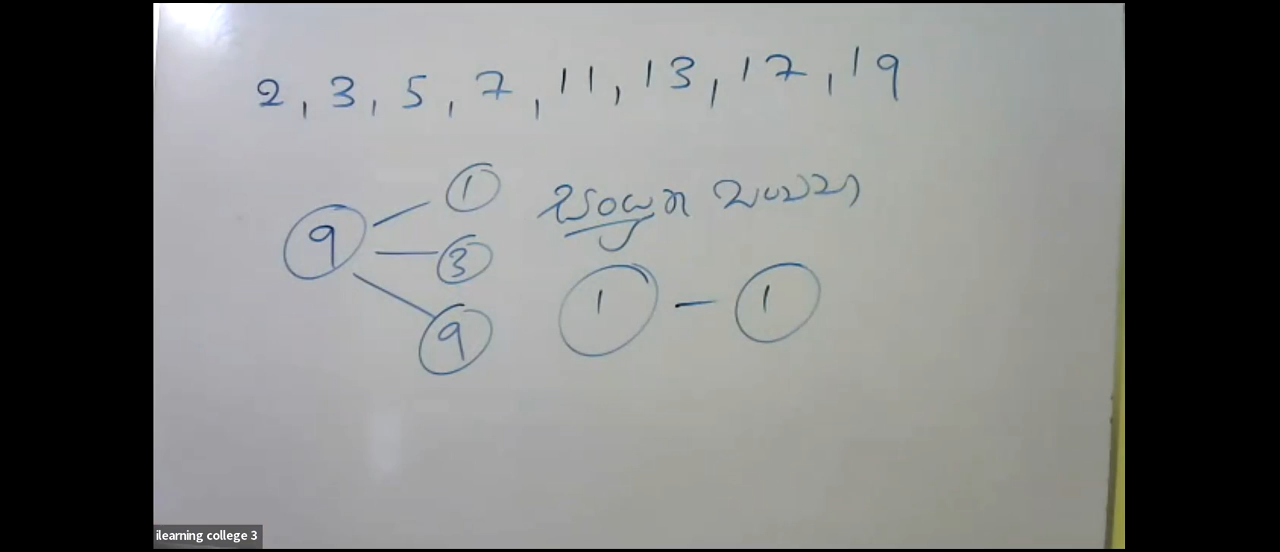 2, 3, 5, 7, 11, 13, 17, 19
9
1
3
9
1 – 1
ilearning college 3